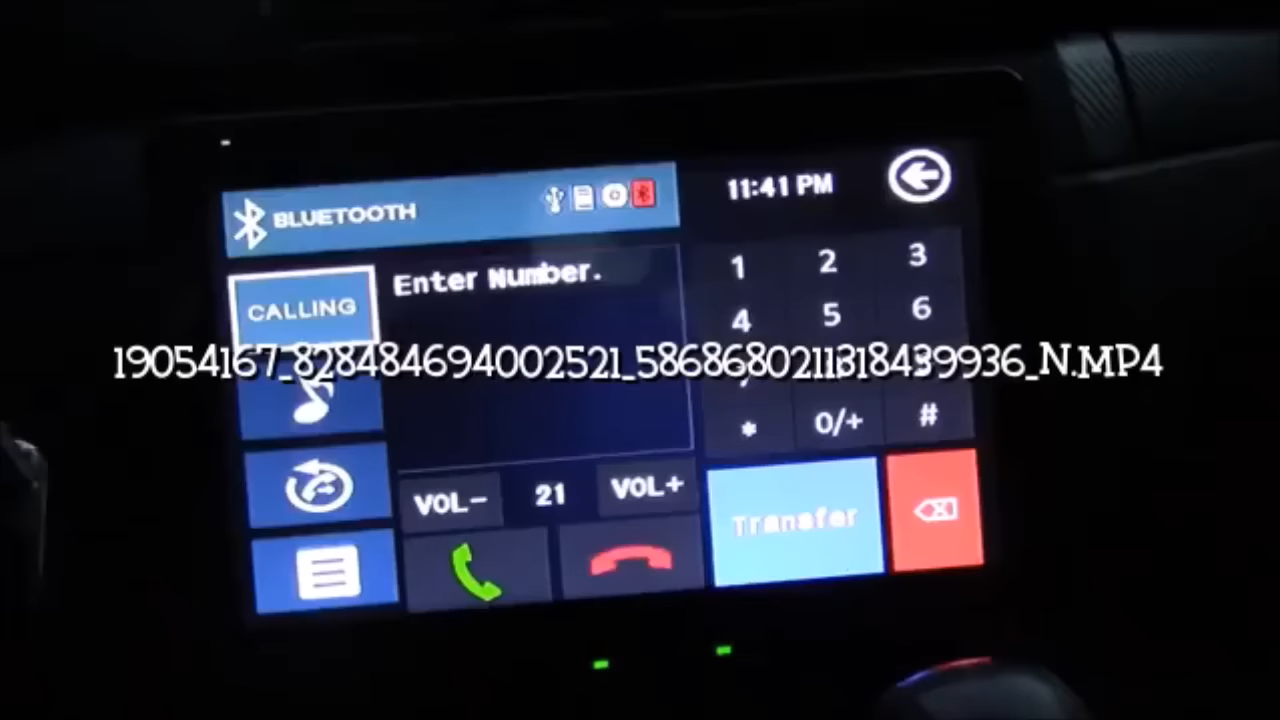 BLUETOOTH
11:41 PM
CALLING
Enter Number.
1 2 3
4 5 6
19054167_828484694002521_5868680211318439936_N.MP4
* 0/+ #
VOL- 21 VOL+
Transfer